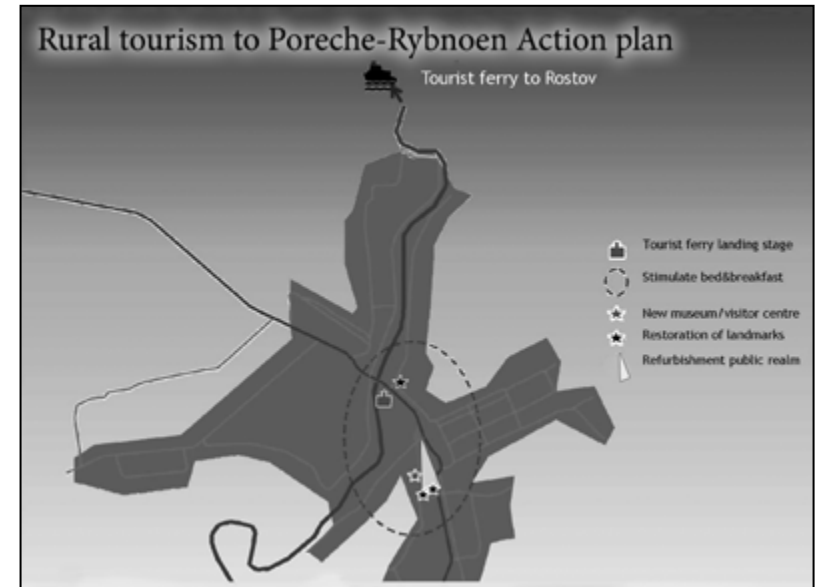 Rural tourism to Poreche-Rybnoen Action plan
Tourist ferry to Rostov
Tourist ferry landing stage
Stimulate bed&breakfast
New museum/visitor centre
Restoration of landmarks
Refurbishment public realm